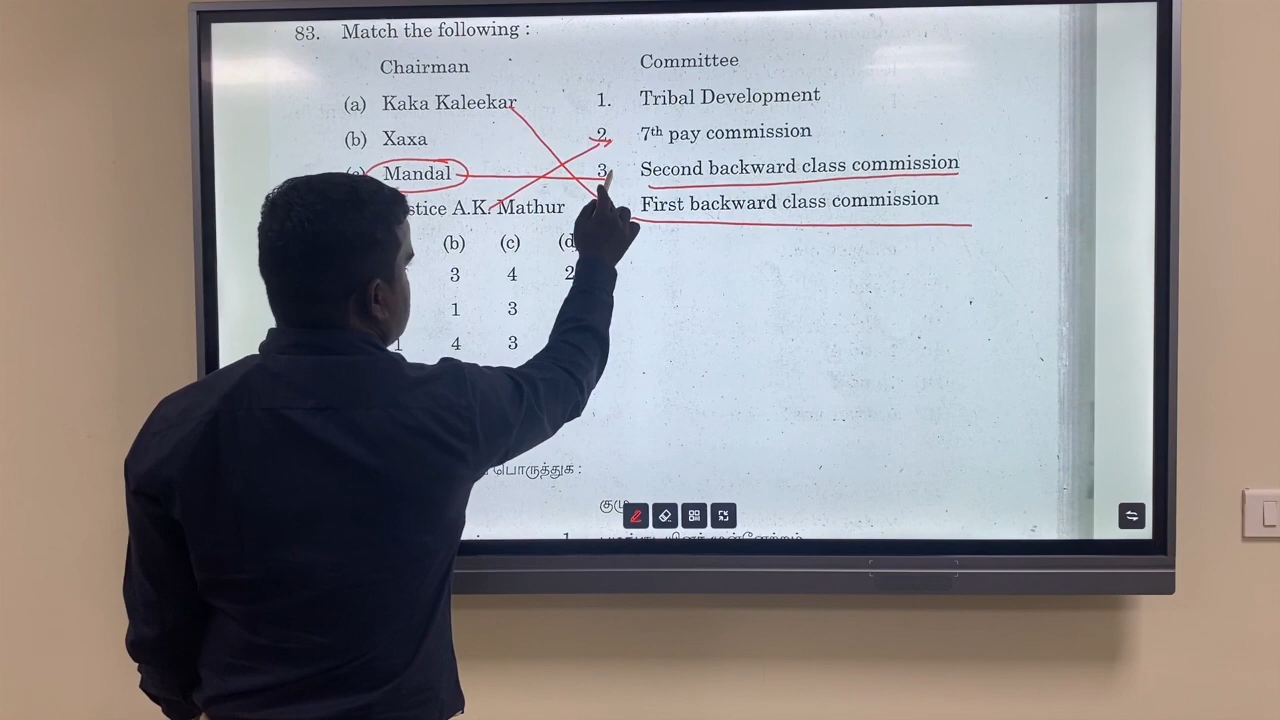 83. Match the following :
Chairman Committee
(a) Kaka Kaleekar 1. Tribal Development
(b) Xaxa 2. 7th pay commission
Mandal 3. Second backward class commission
A.K. Mathur First backward class commission
(b) (c)
3 4 2
1 3
1 4 3
பொருத்துக :
1.